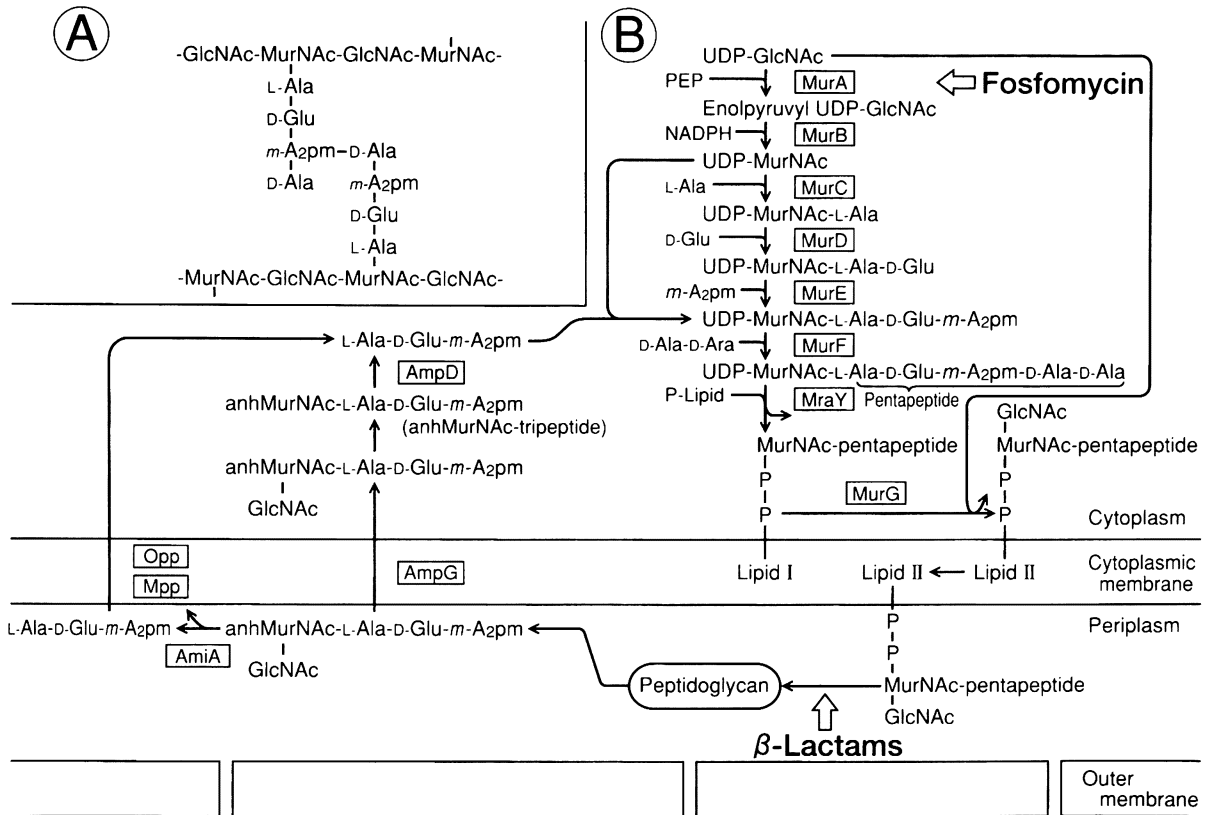 A
-GlcNAc-MurNAc-GlcNAc-MurNAc-
L-Ala
D-Glu
m-A2pm-D-Ala
D-Ala m-A2pm
D-Glu
L-Ala
-MurNAc-GlcNAc-MurNAc-GlcNAc-
B
UDP-GlcNAc
PEP MurA
Fosfomycin
Enolpyruvyl UDP-GlcNAc
NADPH MurB
UDP-MurNAc
L-Ala MurC
UDP-MurNAc-L-Ala
D-Glu MurD
UDP-MurNAc-L-Ala-D-Glu
m-A2pm MurE
UDP-MurNAc-L-Ala-D-Glu-m-A2pm
D-Ala-D-Ara MurF
UDP-MurNAc-L-Ala-D-Glu-m-A2pm-D-Ala-D-Ala
Pentapeptide
P-Lipid MraY
MurNAc-pentapeptide
P
P
Lipid I
MurG
GlcNAc
MurNAc-pentapeptide
P
P
Lipid II
Lipid II
P
P
MurNAc-pentapeptide
GlcNAc
β-Lactams
Peptidoglycan
anhMurNAc-L-Ala-D-Glu-m-A2pm
GlcNAc
AmiA
L-Ala-D-Glu-m-A2pm
Opp
Mpp
AmpG
anhMurNAc-L-Ala-D-Glu-m-A2pm
GlcNAc
anhMurNAc-L-Ala-D-Glu-m-A2pm
(anhMurNAc-tripeptide)
AmpD
L-Ala-D-Glu-m-A2pm
Cytoplasm
Cytoplasmic
membrane
Periplasm
Outer
membrane